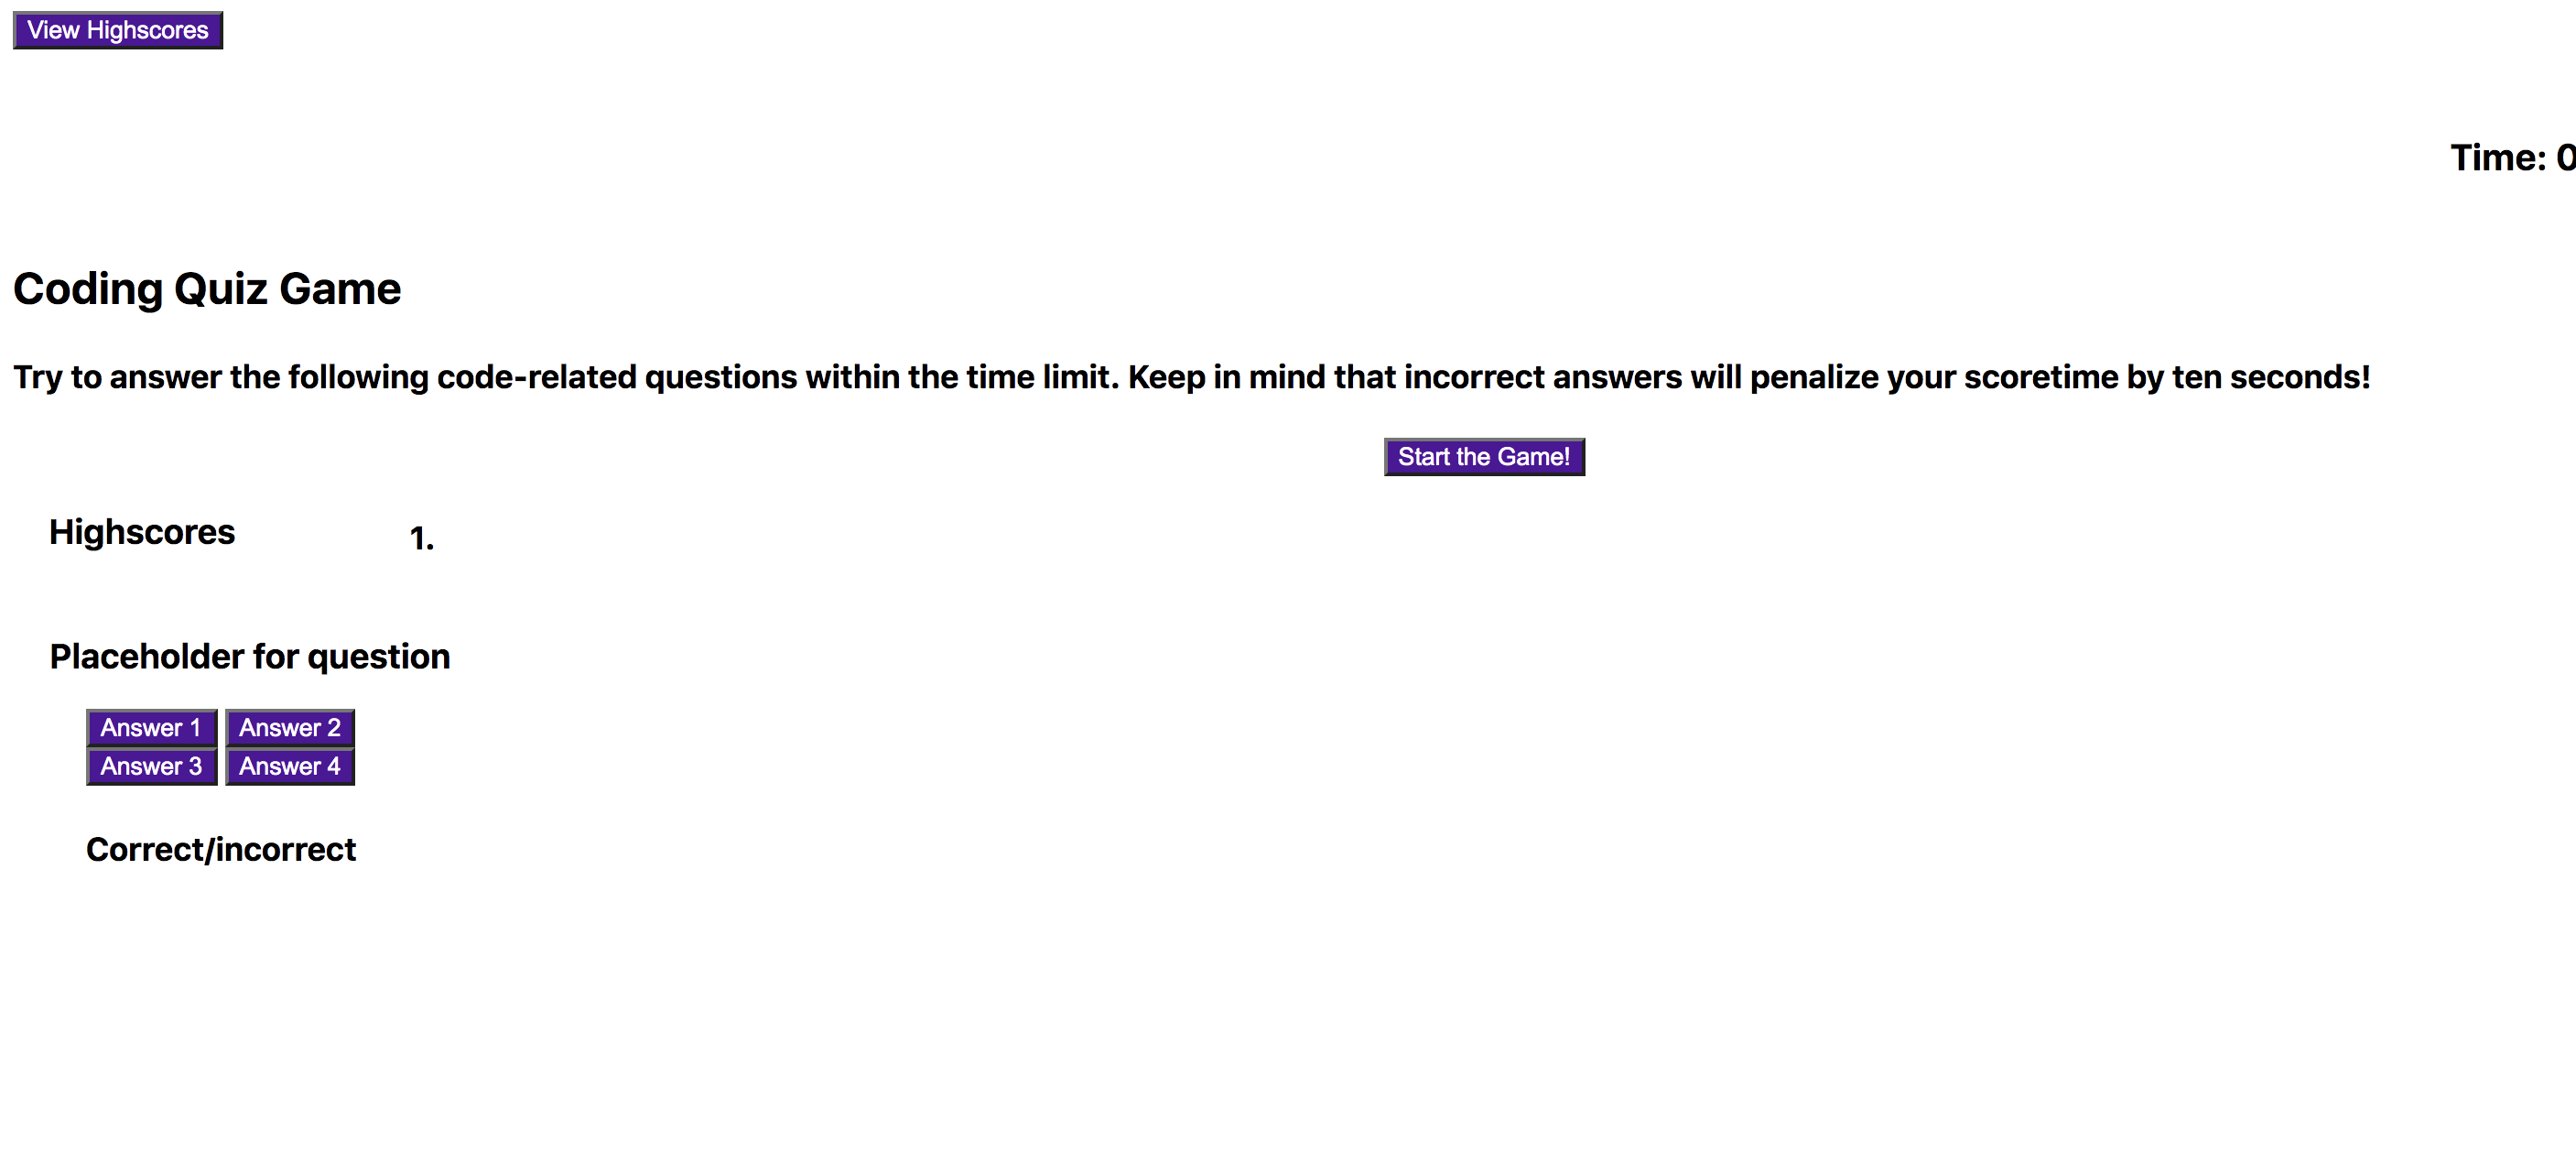 View Highscores
Time: 0
Coding Quiz Game
Try to answer the following code-related questions within the time limit. Keep in mind that incorrect answers will penalize your scoretime by ten seconds!
Start the Game!
Highscores 1.
Placeholder for question
Answer 1 Answer 2
Answer 3 Answer 4
Correct/incorrect